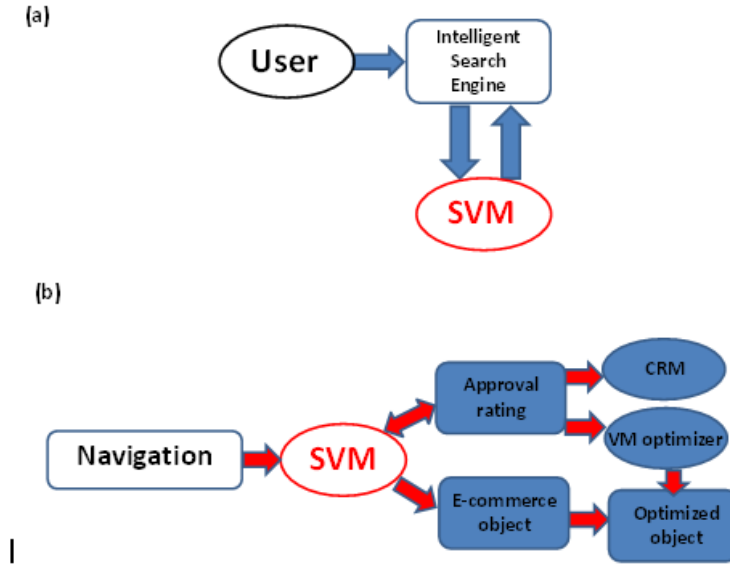 (a)
User
Intelligent
Search
Engine
SVM
(b)
Navigation
SVM
Approval
rating
CRM
VM optimizer
E-commerce
object
Optimized
object